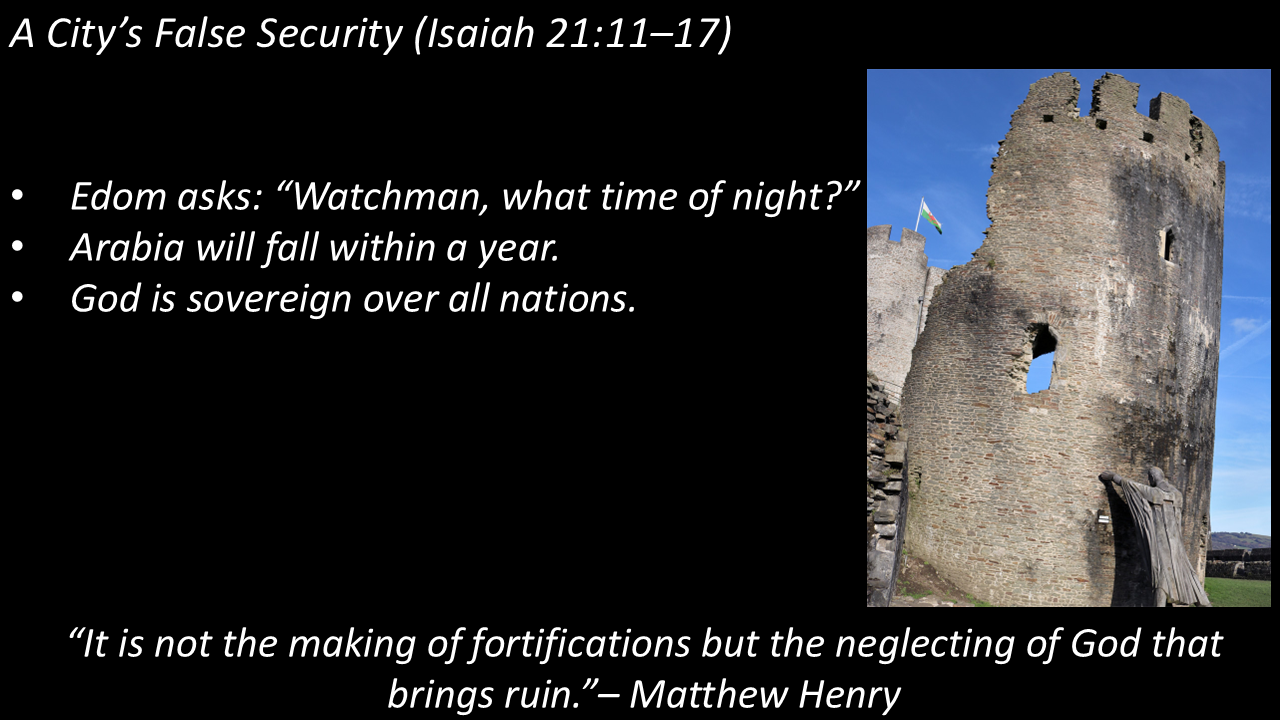 A City’s False Security (Isaiah 21:11–17)
• Edom asks: “Watchman, what time of night?”
• Arabia will fall within a year.
• God is sovereign over all nations.
“It is not the making of fortifications but the neglecting of God that
brings ruin.”– Matthew Henry